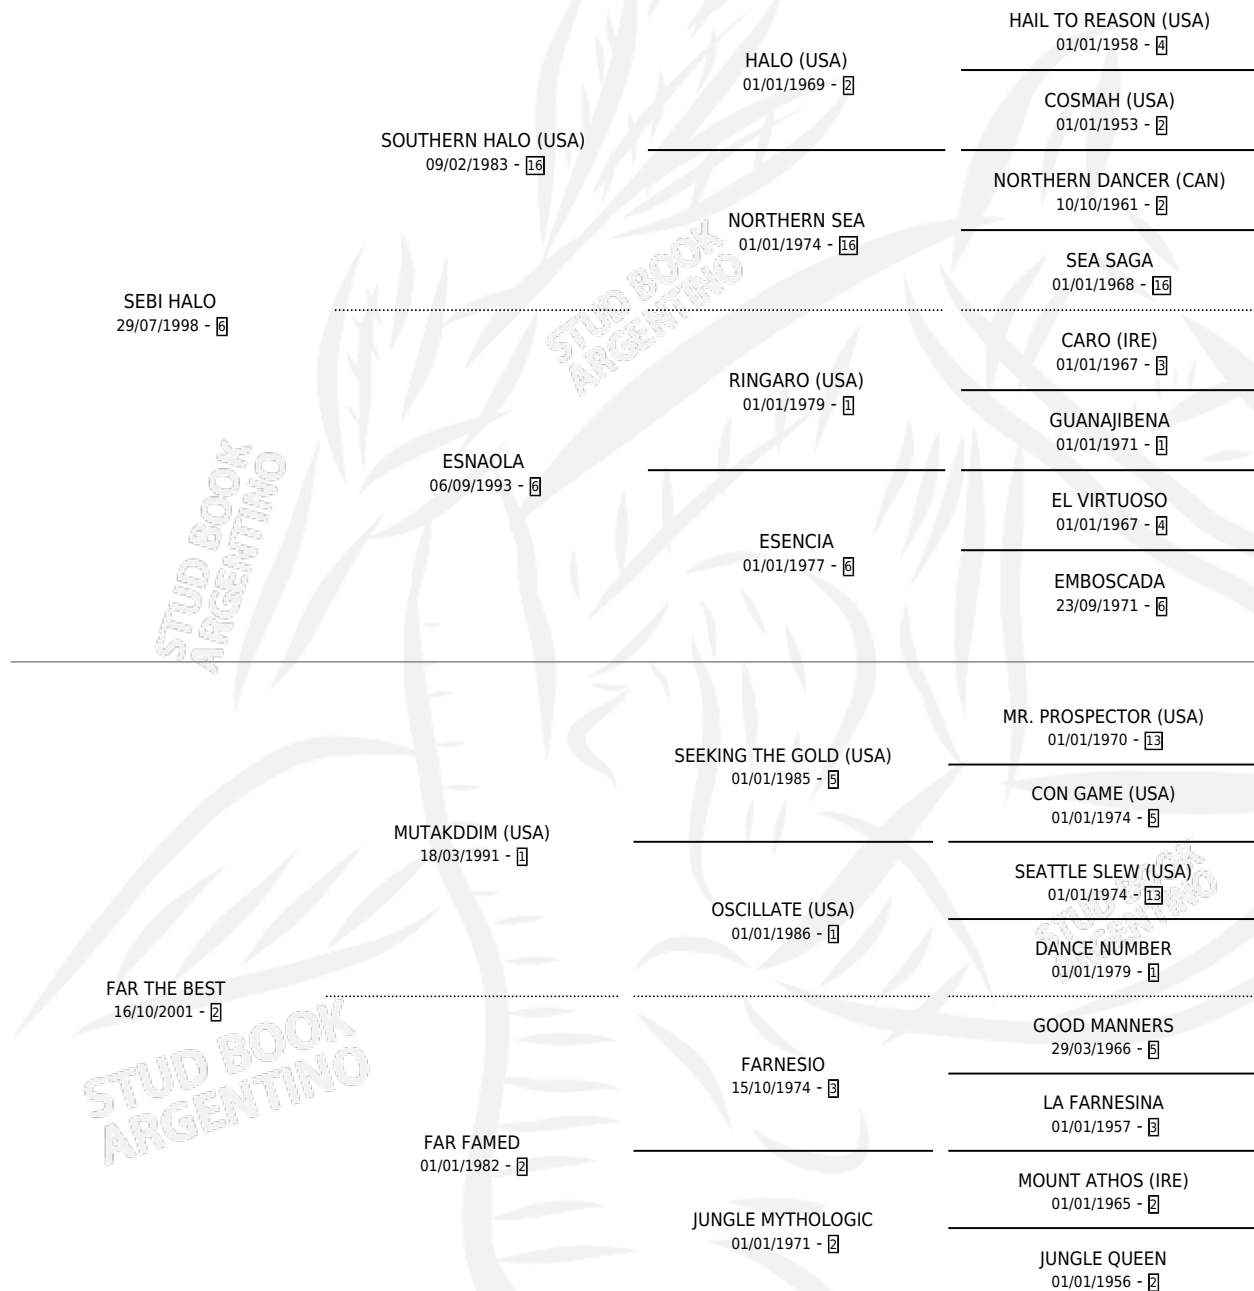 HAIL TO REASON (USA)
01/01/1958 - 4
HALO (USA)
01/01/1969 - 2
COSMAH (USA)
01/01/1953 - 2
SOUTHERN HALO (USA)
09/02/1983 - 16
NORTHERN DANCER (CAN)
10/10/1961 - 2
NORTHERN SEA
01/01/1974 - 16
SEA SAGA
01/01/1968 - 16
SEBI HALO
29/07/1998 - 6
CARO (IRE)
01/01/1967 - 3
RINGARO (USA)
01/01/1979 - 1
GUANAJIBENA
01/01/1971 - 1
ESNAOLA
06/09/1993 - 6
EL VIRTUOSO
01/01/1967 - 4
ESENCIA
01/01/1977 - 6
EMBOSCADA
23/09/1971 - 6
MR. PROSPECTOR (USA)
01/01/1970 - 13
SEEKING THE GOLD (USA)
01/01/1985 - 5
CON GAME (USA)
01/01/1974 - 5
MUTAKDDIM (USA)
18/03/1991 - 1
SEATTLE SLEW (USA)
01/01/1974 - 13
OSCILLATE (USA)
01/01/1986 - 1
DANCE NUMBER
01/01/1979 - 1
FAR THE BEST
16/10/2001 - 2
GOOD MANNERS
29/03/1966 - 5
FARNESIO
15/10/1974 - 3
LA FARNESINA
01/01/1957 - 3
FAR FAMED
01/01/1982 - 2
MOUNT ATHOS (IRE)
01/01/1965 - 2
JUNGLE MYTHOLOGIC
01/01/1971 - 2
JUNGLE QUEEN
01/01/1956 - 2
STUD BOOK
ARGENTINO
STUD BOOK
ARGENTINO
STUD BOOK
ARGENTINO
STUD BOOK
ARGENTINO